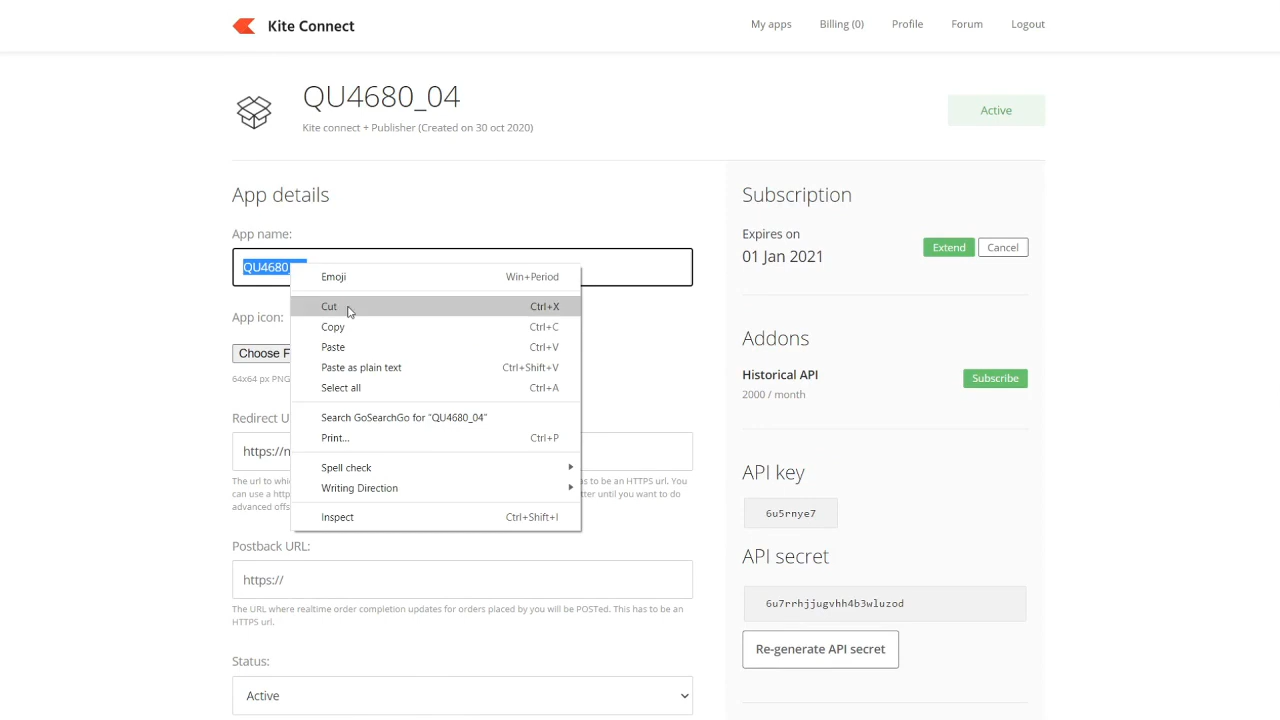 Kite Connect
My apps
Billing (0)
Profile
Forum
Logout
QU4680_04
Kite connect + Publisher (Created on 30 oct 2020)
Active
App details
App name:
QU4680_
App icon:
Choose F
64x64 px PNG
Redirect U
https://n
The url to whic
as to be an HTTPS url. You
can use a http
tter until you want to do
advanced offs
Postback URL:
https://
The URL where realtime order completion updates for orders placed by you will be POSTed. This has to be an
HTTPS url.
Status:
Active
Emoji Win+Period
Cut Ctrl+X
Copy Ctrl+C
Paste Ctrl+V
Paste as plain text Ctrl+Shift+V
Select all Ctrl+A
Search GoSearchGo for “QU4680_04”
Print... Ctrl+P
Spell check
Writing Direction
Inspect Ctrl+Shift+I
Subscription
Expires on
01 Jan 2021
Extend
Cancel
Addons
Historical API
2000 / month
Subscribe
API key
6u5rnye7
API secret
6u7rrhjjugvhh4b3wluzod
Re-generate API secret